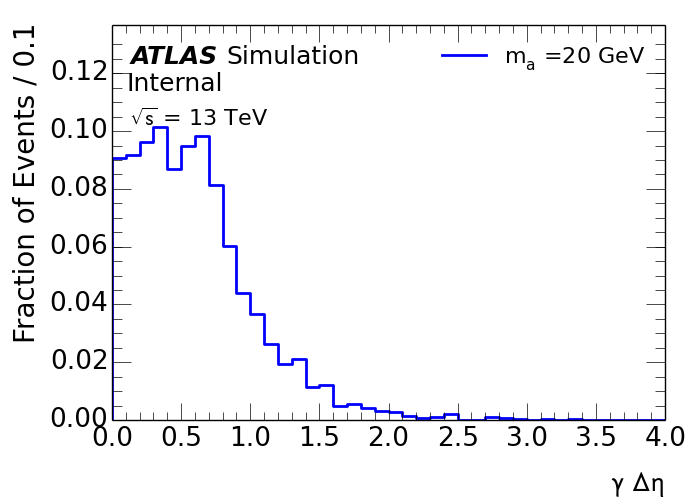 Fraction of Events / 0.1
0.12
0.10
0.08
0.06
0.04
0.02
0.00
ATLAS Simulation
Internal
√s = 13 TeV
mₐ =20 GeV
0.0 0.5 1.0 1.5 2.0 2.5 3.0 3.5 4.0
γ Δη